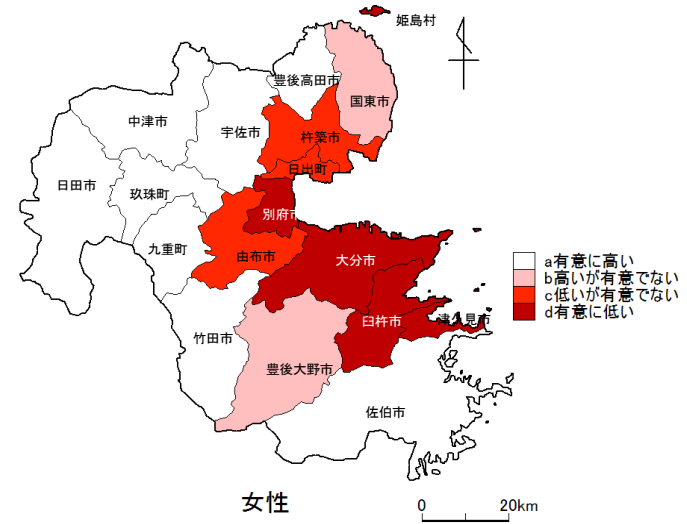 姫島村
豊後高田市
国東市
中津市
宇佐市
杵築市
日出町
日田市
玖珠町
別府市
九重町
由布市
大分市
a有意に高い
b高いが有意でない
c低いが有意でない
d有意に低い
臼杵市
津久見市
竹田市
豊後大野市
佐伯市
女性
0 20km